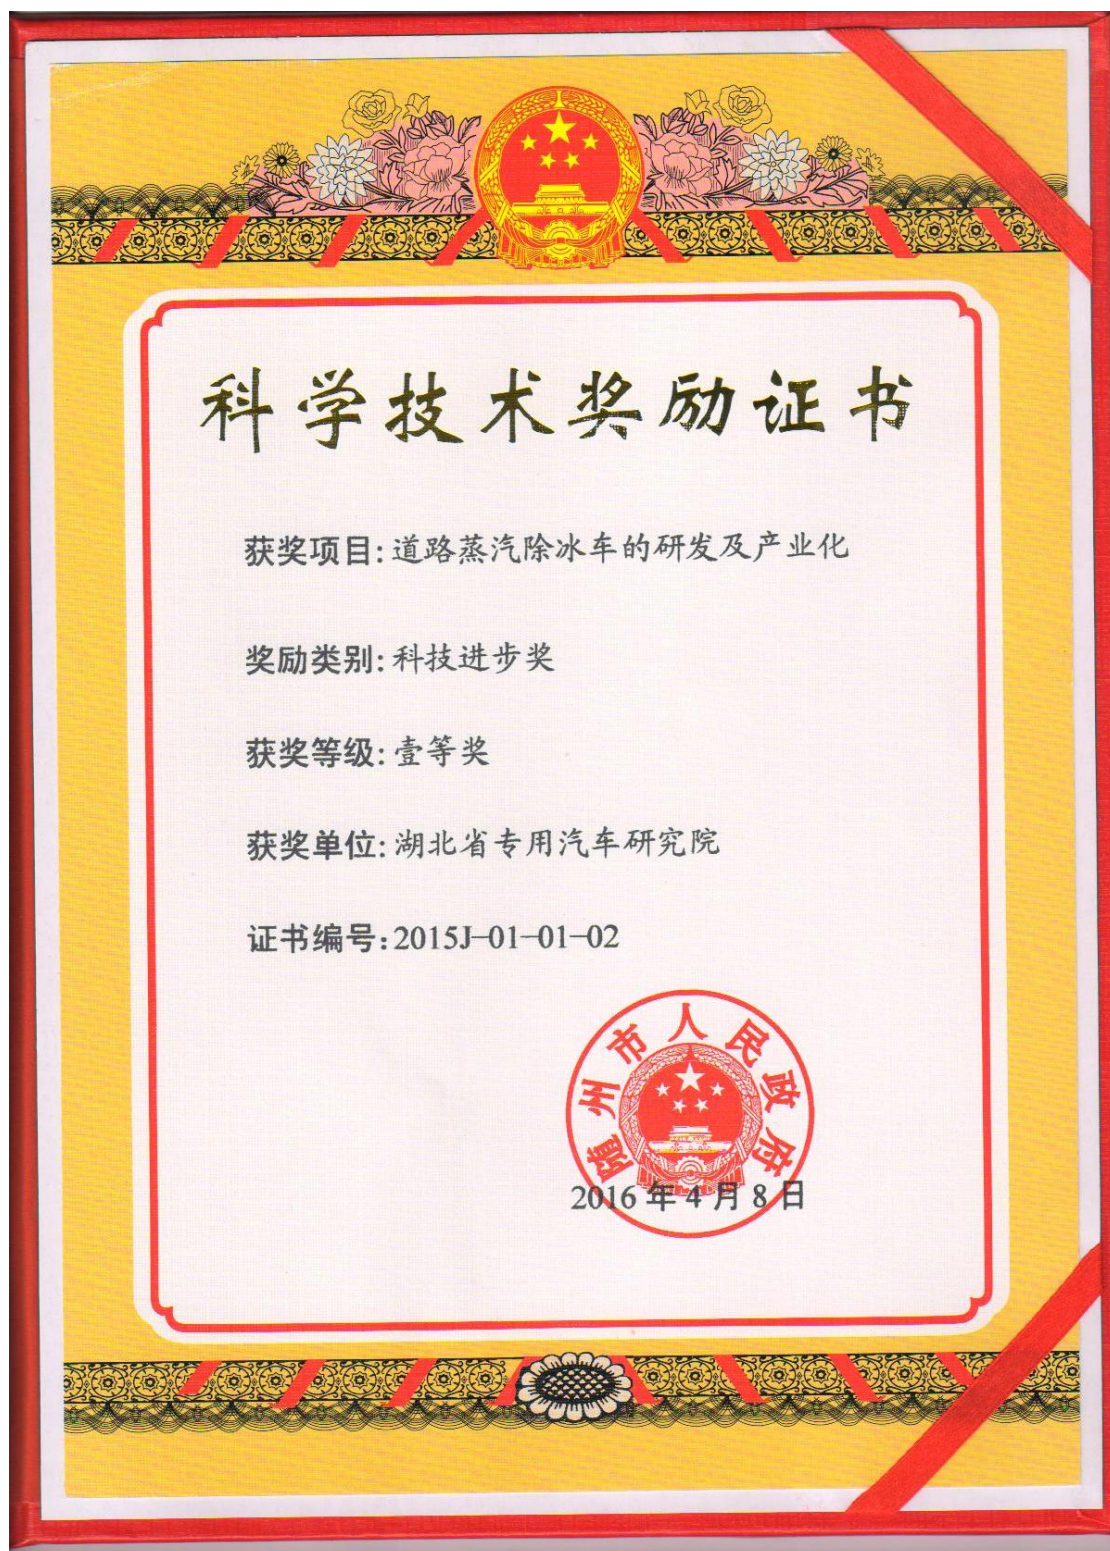 科学技术奖励证书
获奖项目:道路蒸汽除冰车的研发及产业化
奖励类别:科技进步奖
获奖等级:壹等奖
获奖单位:湖北省专用汽车研究院
证书编号:2015J-01-01-02
随州市人民政府
2016年4月8日